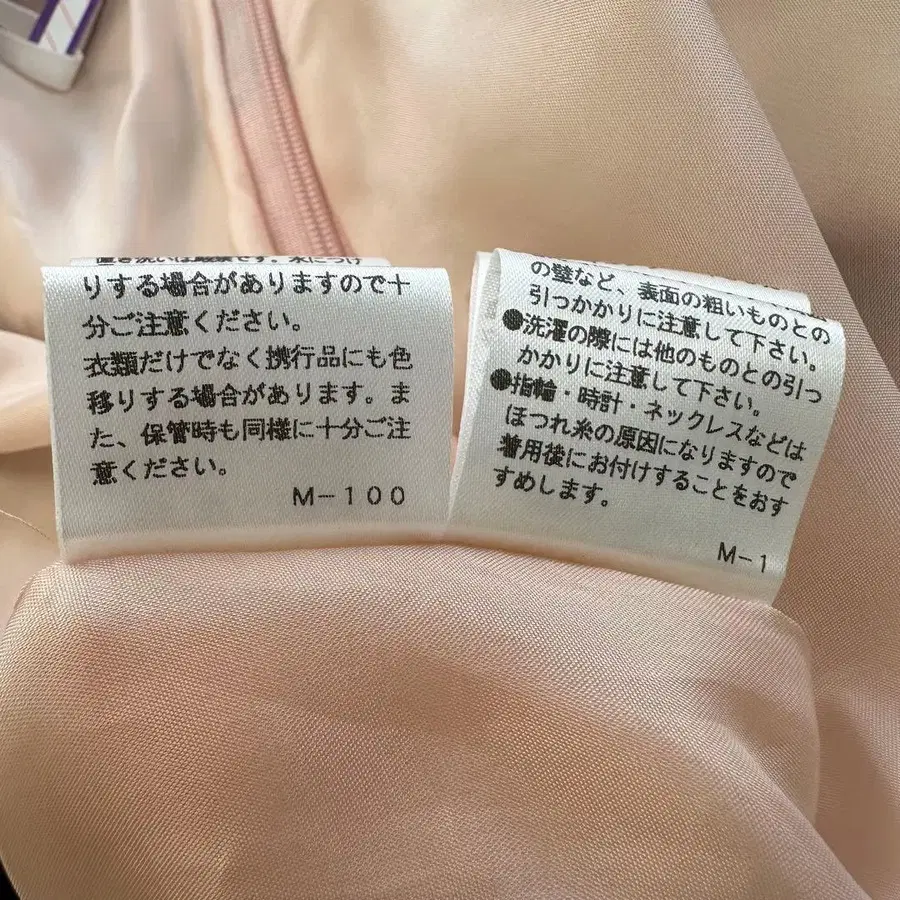 りする場合がありますので十
分ご注意ください。
衣類だけでなく携行品にも色
移りする場合があります。ま
た、保管時も同様に十分ご注
意ください。
M-100
の壁など、表面の粗いものとの
引っかかりに注意して下さい。
●洗濯の際には他のものとの引っ
かかりに注意して下さい。
●指輪・時計・ネックレスなどは
ほつれ糸の原因になりますので
着用後にお付けすることをおす
すめします。
M-1